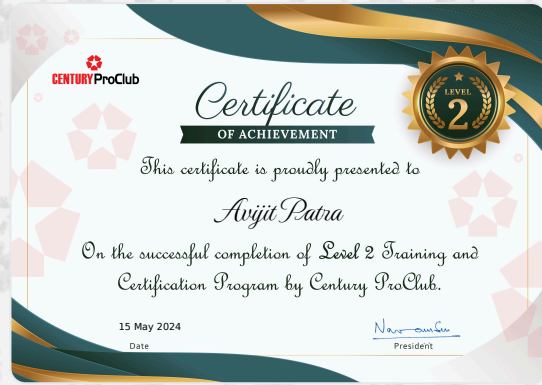 CENTURY ProClub
LEVEL
2
Certificate
OF ACHIEVEMENT
This certificate is proudly presented to
Avijit Patra
On the successful completion of Level 2 Training and
Certification Program by Century ProClub.
15 May 2024
Date
President